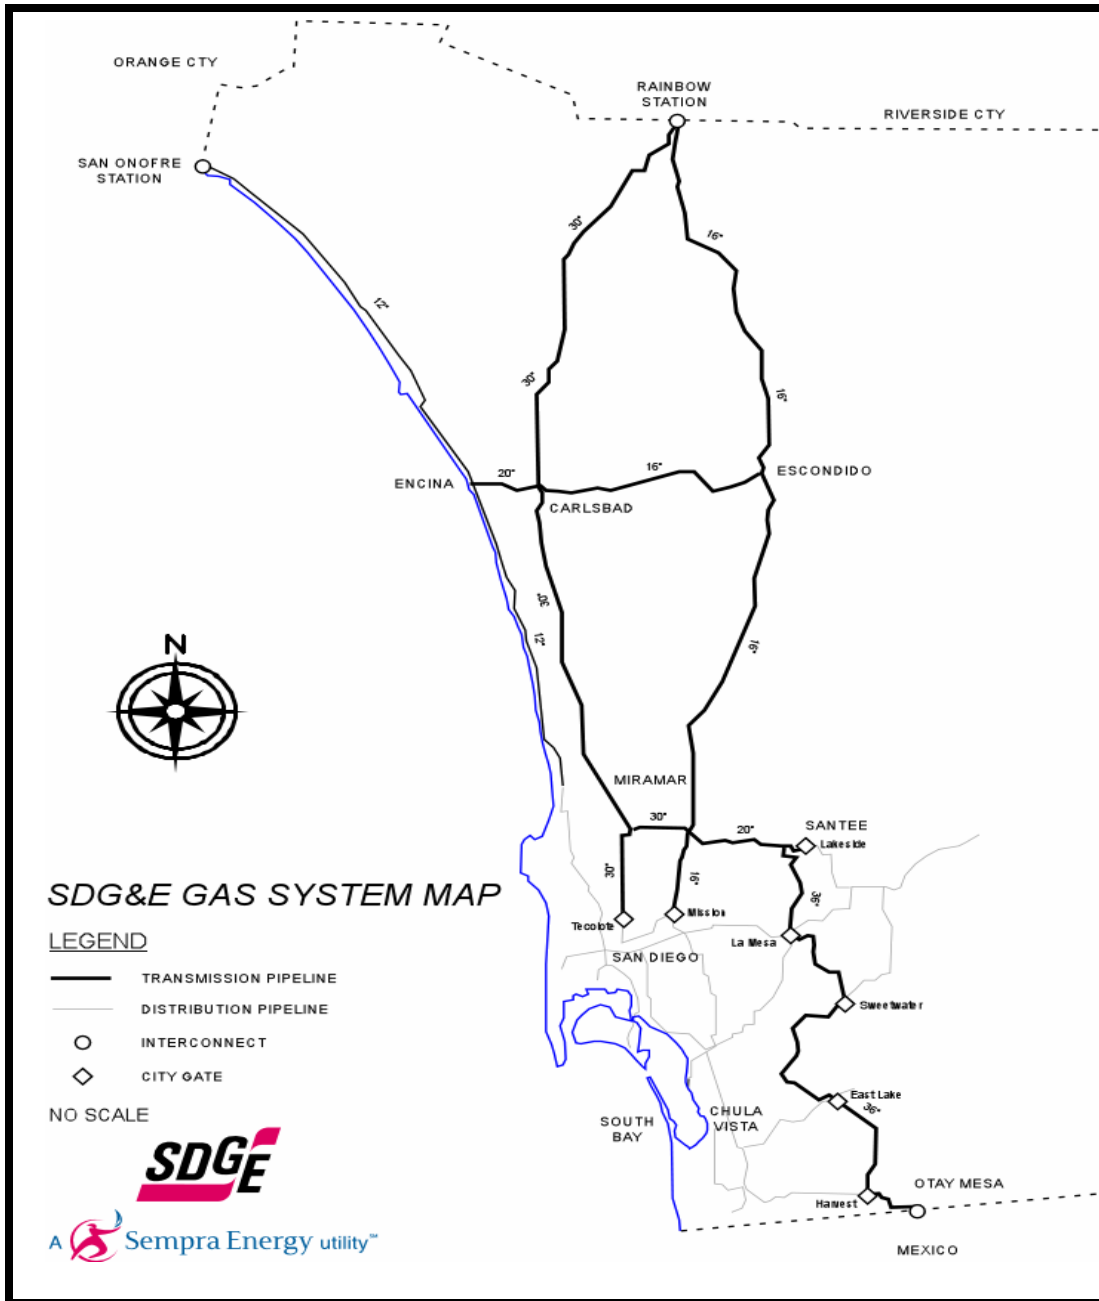 ORANGE CTY
RAINBOW
STATION
RIVERSIDE CTY
SAN ONOFRE
STATION
30"
16"
12"
30"
16"
ENCINA
20"
16"
ESCONDIDO
CARLSBAD
30"
12"
16"
N
MIRAMAR
30"
20"
SANTEE
Lakeside
30"
16"
36"
SDG&E GAS SYSTEM MAP
Tecolote
Mission
La Mesa
LEGEND
SAN DIEGO
TRANSMISSION PIPELINE
DISTRIBUTION PIPELINE
Sweetwater
INTERCONNECT
CITY GATE
NO SCALE
East Lake
36"
SOUTH
BAY
CHULA
VISTA
SDGE
OTAY MESA
Harvest
A Sempra Energy utility℠
MEXICO